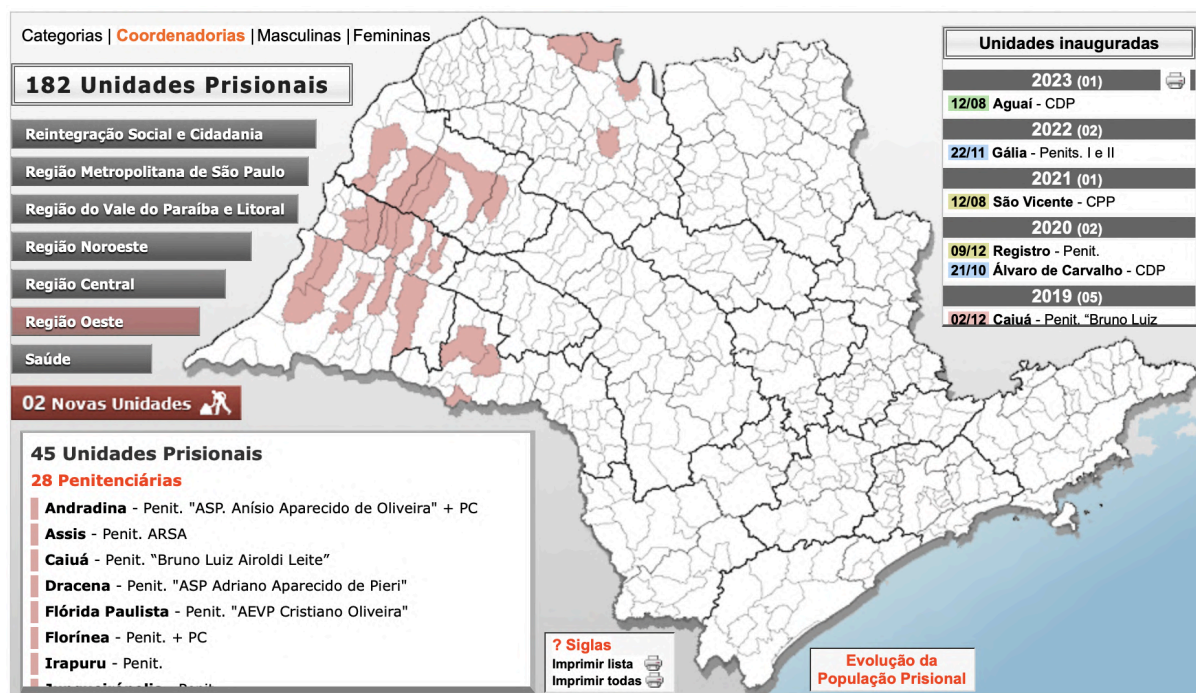 Categorias | Coordenadorias | Masculinas | Femininas
182 Unidades Prisionais
Reintegração Social e Cidadania
Região Metropolitana de São Paulo
Região do Vale do Paraíba e Litoral
Região Noroeste
Região Central
Região Oeste
Saúde
02 Novas Unidades
45 Unidades Prisionais
28 Penitenciárias
Andradina - Penit. "ASP. Anísio Aparecido de Oliveira" + PC
Assis - Penit. ARSA
Caiuá - Penit. “Bruno Luiz Airoldi Leite”
Dracena - Penit. "ASP Adriano Aparecido de Pieri"
Flórida Paulista - Penit. "AEVP Cristiano Oliveira"
Florínea - Penit. + PC
Irapuru - Penit.
Unidades inauguradas
2023 (01)
12/08 Aguaí - CDP
2022 (02)
22/11 Gália - Penits. I e II
2021 (01)
12/08 São Vicente - CPP
2020 (02)
09/12 Registro - Penit.
21/10 Álvaro de Carvalho - CDP
2019 (05)
02/12 Caiuá - Penit. “Bruno Luiz
? Siglas
Imprimir lista
Imprimir todas
Evolução da
População Prisional